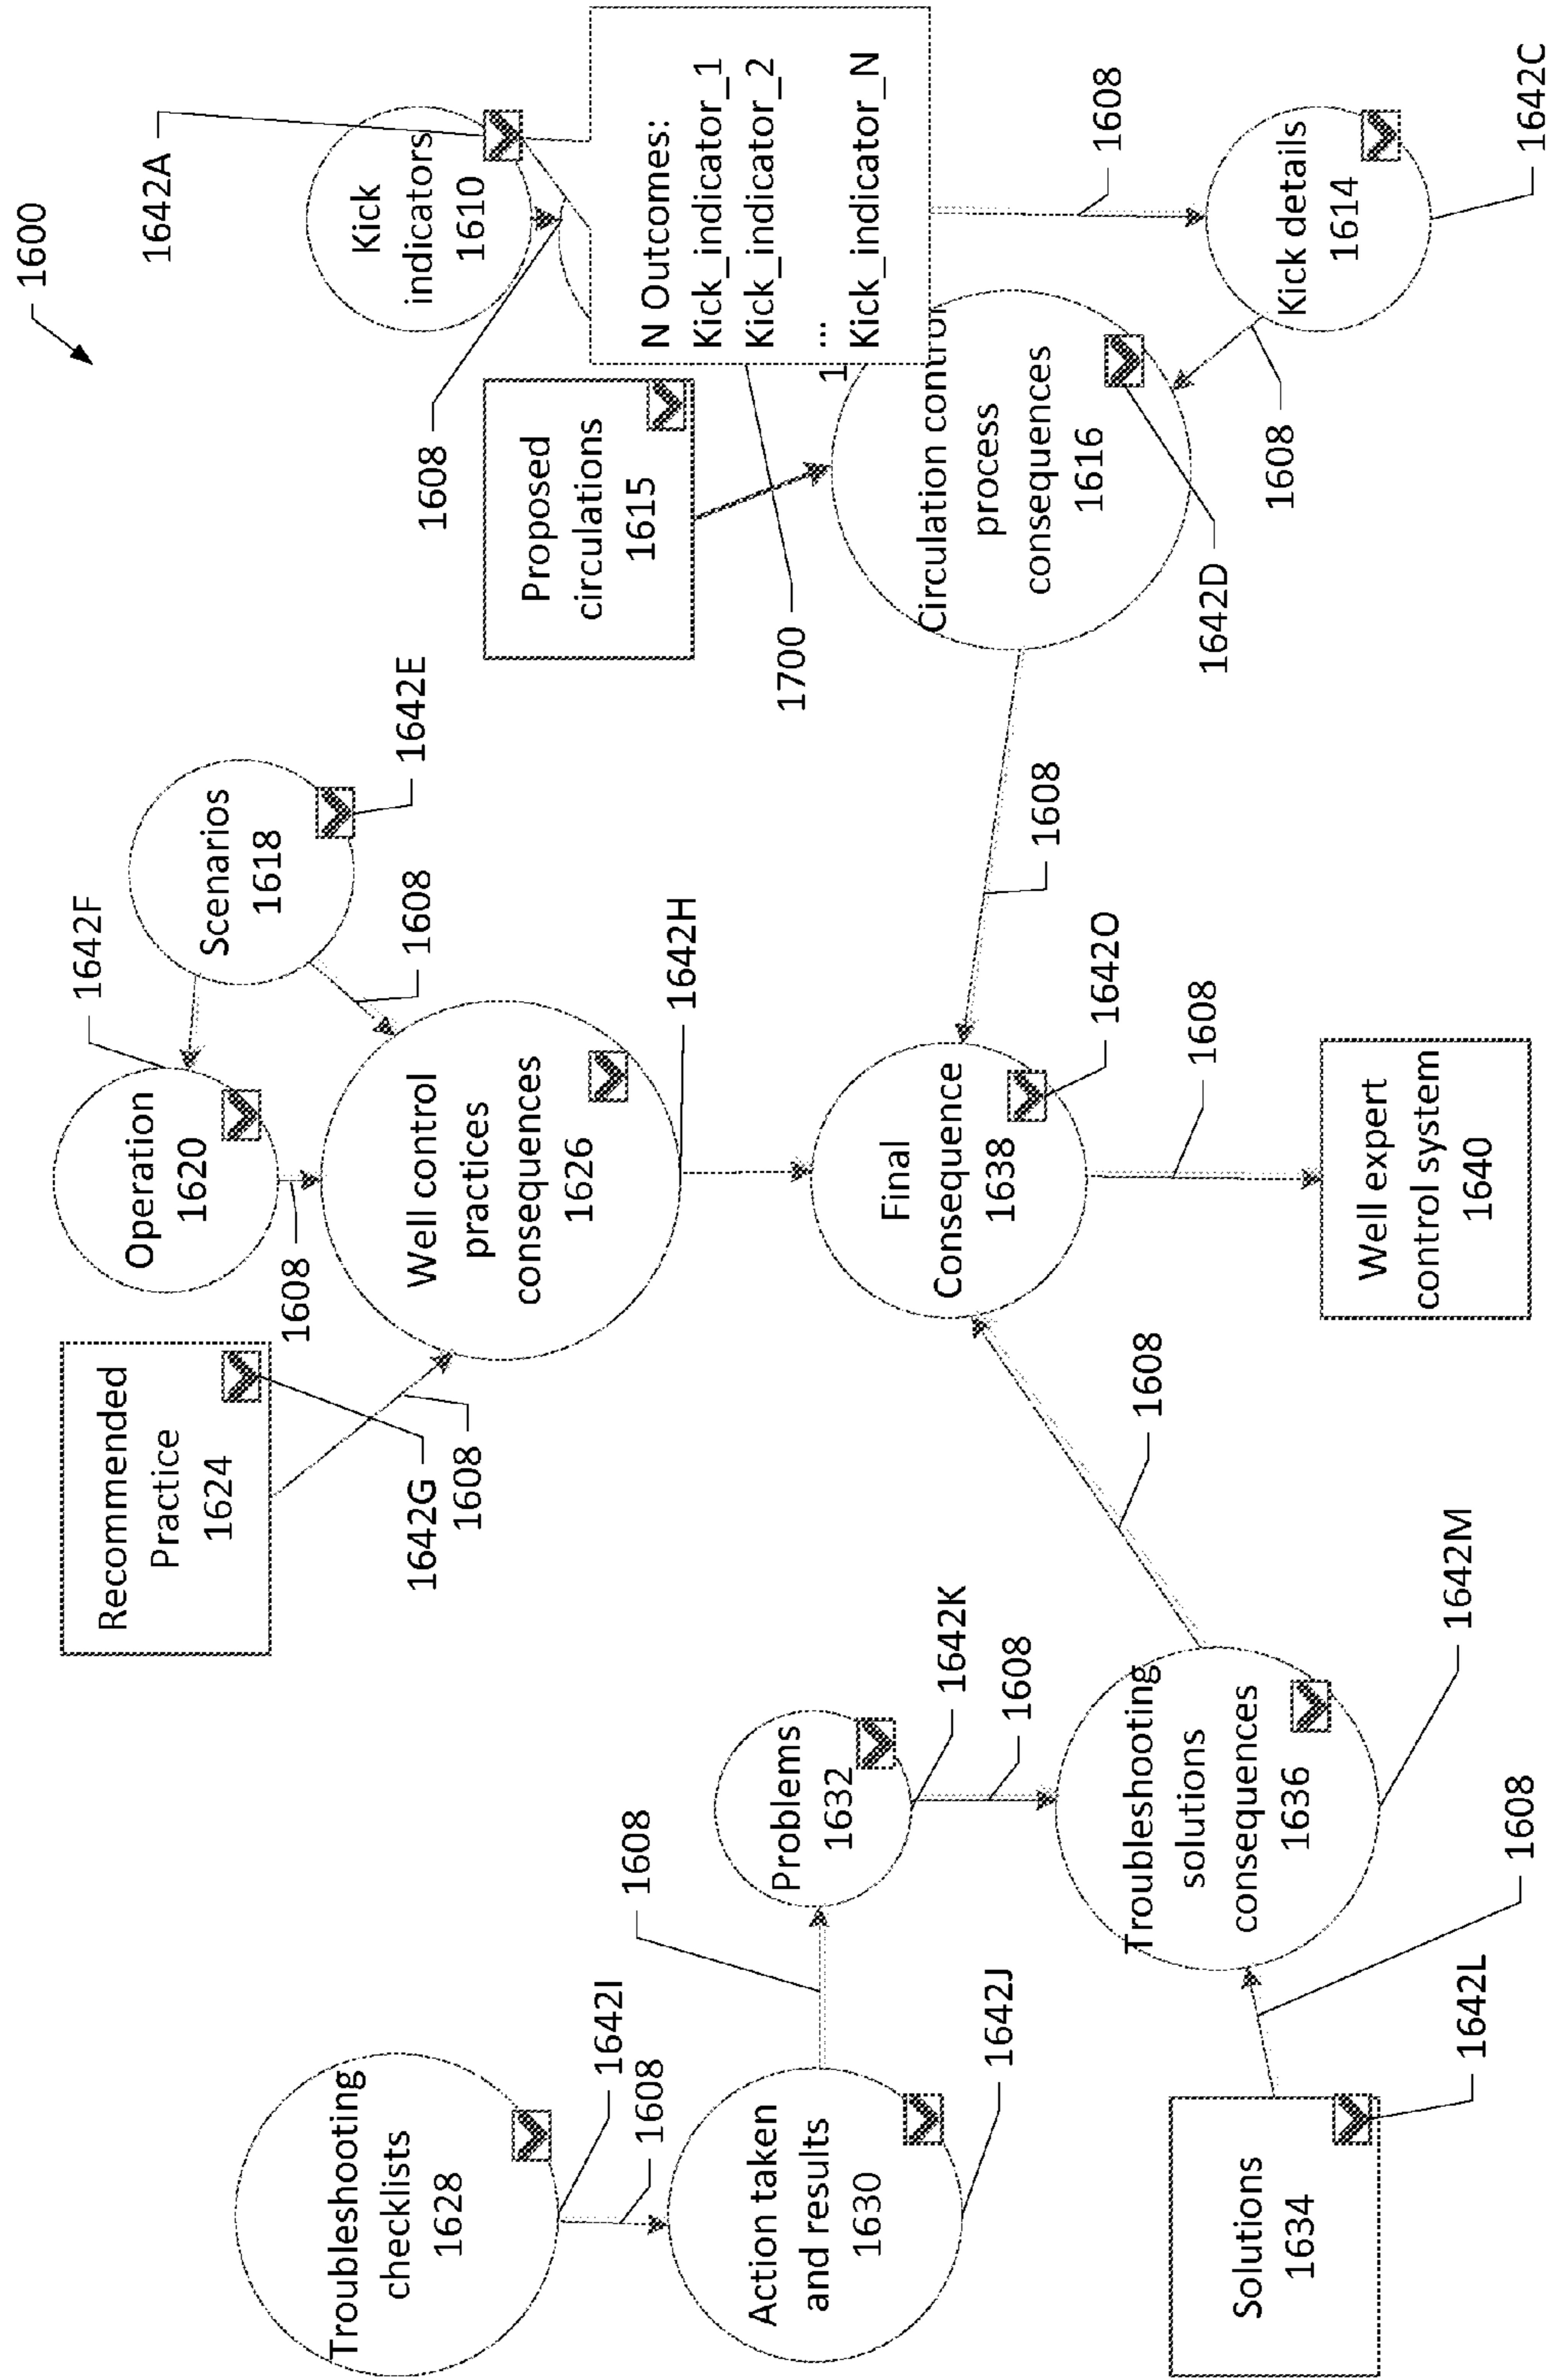 1600
1642A
Kick
indicators
1610
1608
N Outcomes:
Kick_indicator_1
Kick_indicator_2
...
Kick_indicator_N
1
1700
1608
Kick details
1614
1642C
1608
Proposed
circulations
1615
Circulation control
process
consequences
1616
1642D
1608
Scenarios
1618
1642E
1608
1642F
Operation
1620
1608
Recommended
Practice
1624
1642G
1608
Well control
practices
consequences
1626
1642H
Final
Consequence
1638
1642O
1608
Well expert
control system
1640
1608
Troubleshooting
checklists
1628
1642I
1608
Action taken
and results
1630
1642J
1608
Problems
1632
1642K
1608
Troubleshooting
solutions
consequences
1636
1642M
Solutions
1634
1642L
1608